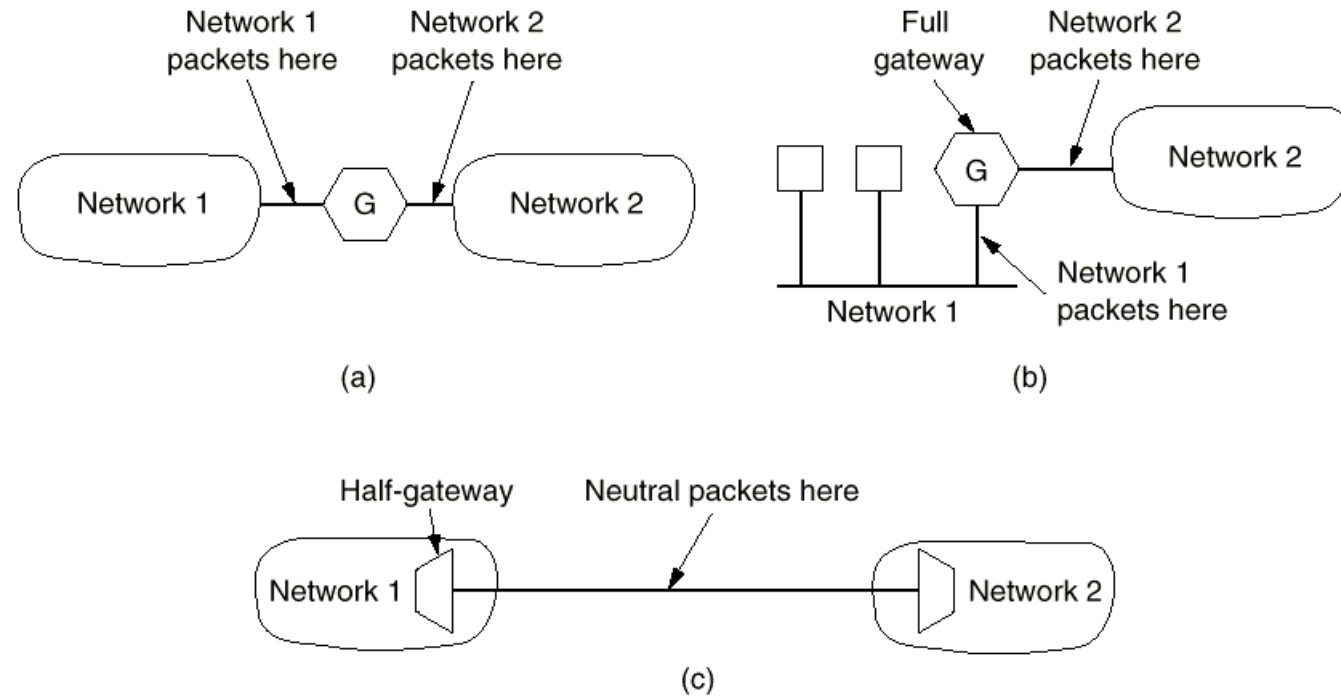 Network 1
packets here
Network 2
packets here
Network 1
G
Network 2
(a)
Full
gateway
Network 2
packets here
G
Network 2
Network 1
packets here
Network 1
(b)
Half-gateway
Neutral packets here
Network 1
Network 2
(c)